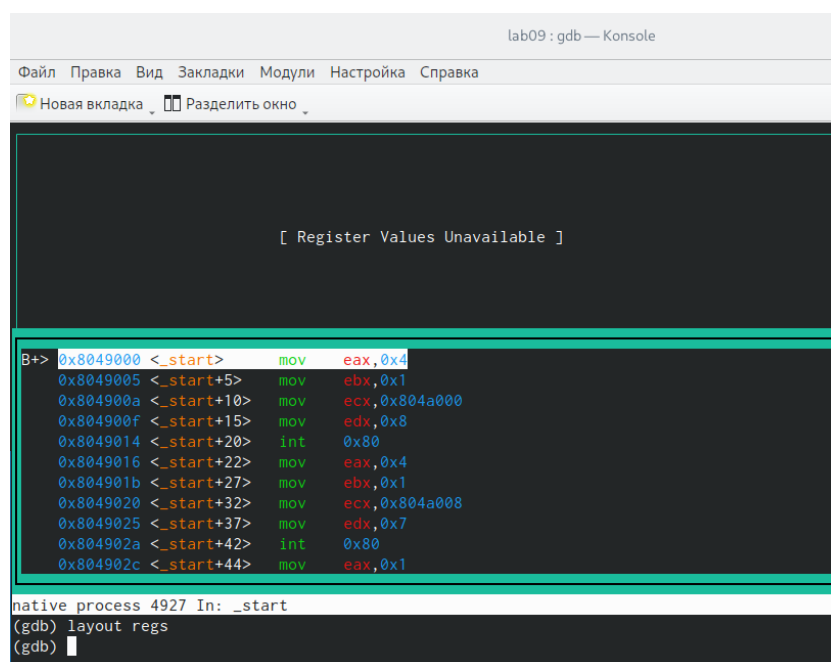 lab09 : gdb — Konsole
Файл Правка Вид Закладки Модули Настройка Справка
Новая вкладка Разделить окно
[ Register Values Unavailable ]
B+> 0x8049000 <_start> mov eax,0x4
0x8049005 <_start+5> mov ebx,0x1
0x804900a <_start+10> mov ecx,0x804a000
0x804900f <_start+15> mov edx,0x8
0x8049014 <_start+20> int 0x80
0x8049016 <_start+22> mov eax,0x4
0x804901b <_start+27> mov ebx,0x1
0x8049020 <_start+32> mov ecx,0x804a008
0x8049025 <_start+37> mov edx,0x7
0x804902a <_start+42> int 0x80
0x804902c <_start+44> mov eax,0x1
native process 4927 In: _start
(gdb) layout regs
(gdb)